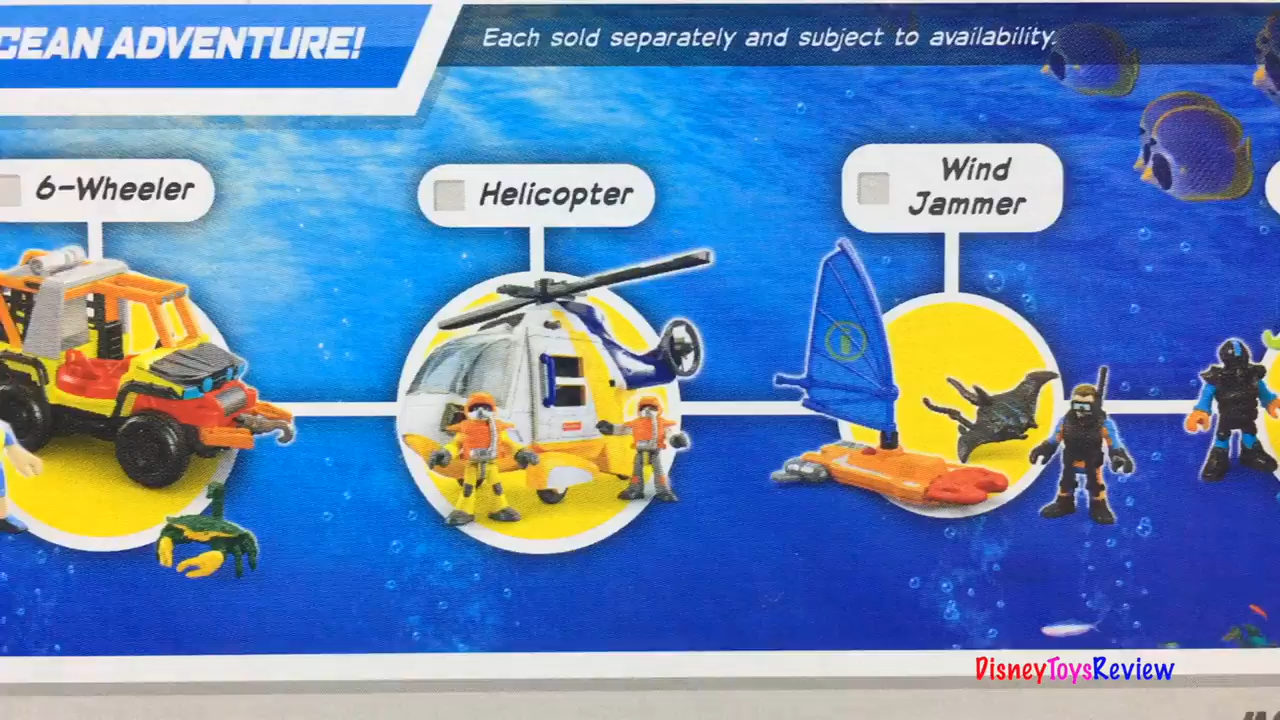 CEAN ADVENTURE!
Each sold separately and subject to availability.
6-Wheeler
Helicopter
Wind
Jammer
DisneyToysReview